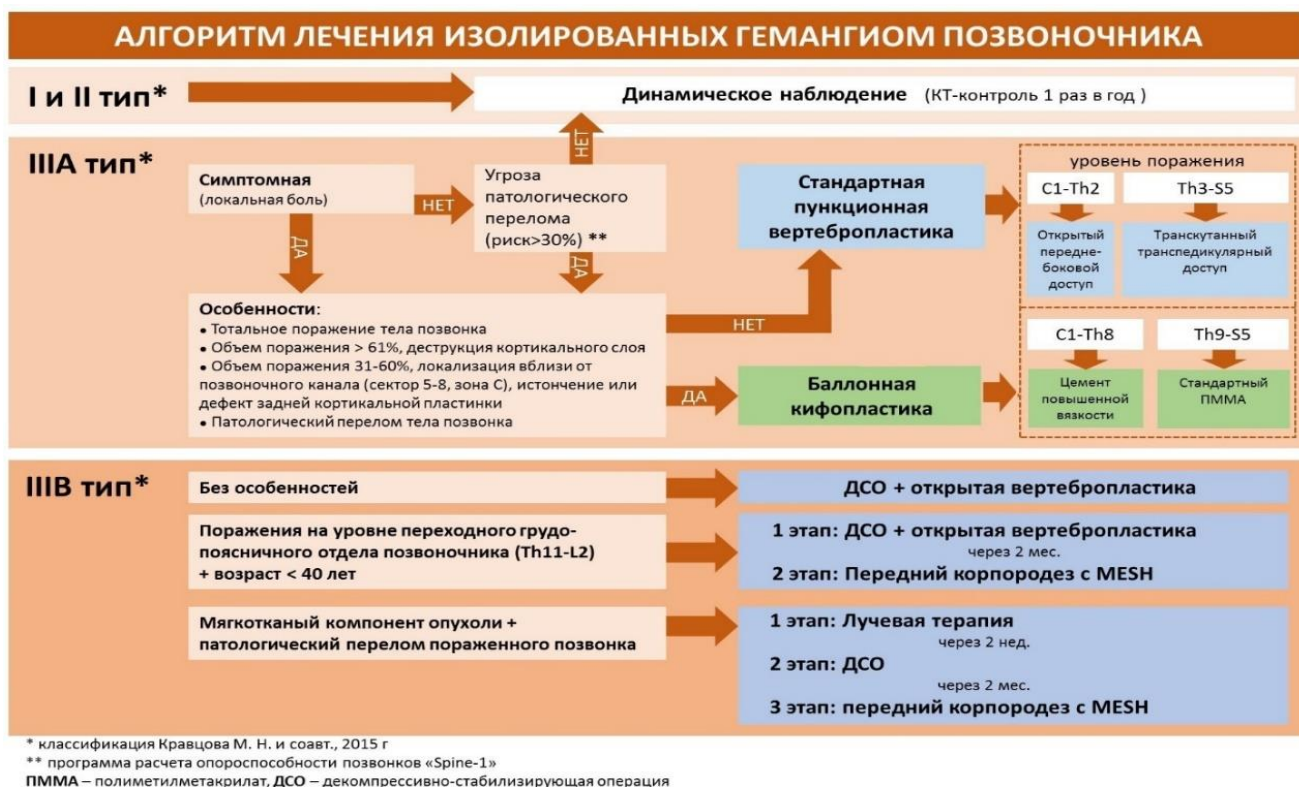 АЛГОРИТМ ЛЕЧЕНИЯ ИЗОЛИРОВАННЫХ ГЕМАНГИОМ ПОЗВОНОЧНИКА
I и II тип*
Динамическое наблюдение (КТ-контроль 1 раз в год )
НЕТ
IIIA тип*
Симптомная
(локальная боль)
НЕТ
Угроза
патологического
перелома
(риск>30%) **
ДА
ДА
Особенности:
• Тотальное поражение тела позвонка
• Объем поражения > 61%, деструкция кортикального слоя
• Объем поражения 31-60%, локализация вблизи от
позвоночного канала (сектор 5-8, зона С), истончение или
дефект задней кортикальной пластинки
• Патологический перелом тела позвонка
НЕТ
ДА
Стандартная
пункционная
вертебропластика
Баллонная
кифопластика
уровень поражения
C1-Th2
Th3-S5
Открытый
передне-
боковой
доступ
Транскутанный
транспедикулярный
доступ
C1-Th8
Th9-S5
Цемент
повышенной
вязкости
Стандартный
ПММА
IIIB тип*
Без особенностей
ДСО + открытая вертебропластика
Поражения на уровне переходного грудо-
поясничного отдела позвоночника (Th11-L2)
+ возраст < 40 лет
1 этап: ДСО + открытая вертебропластика
через 2 мес.
2 этап: Передний корпородез с MESH
Мягкотканый компонент опухоли +
патологический перелом пораженного позвонка
1 этап: Лучевая терапия
через 2 нед.
2 этап: ДСО
через 2 мес.
3 этап: передний корпородез с MESH
* классификация Кравцова М. Н. и соавт., 2015 г
** программа расчета опороспособности позвонков «Spine-1»
ПММА – полиметилметакрилат, ДСО – декомпрессивно-стабилизирующая операция